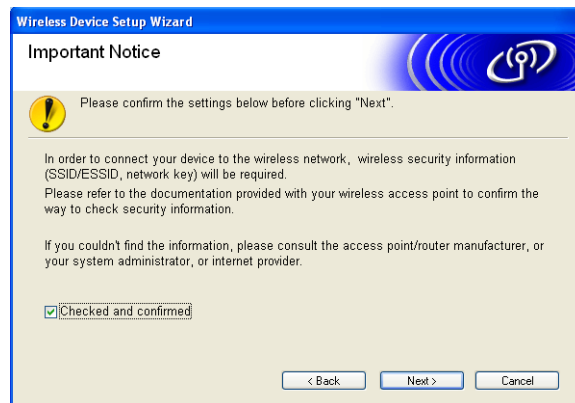 Wireless Device Setup Wizard
Important Notice
Please confirm the settings below before clicking "Next".
In order to connect your device to the wireless network, wireless security information
(SSID/ESSID, network key) will be required.
Please refer to the documentation provided with your wireless access point to confirm the
way to check security information.
If you couldn't find the information, please consult the access point/router manufacturer, or
your system administrator, or internet provider.
Checked and confirmed
< Back
Next >
Cancel